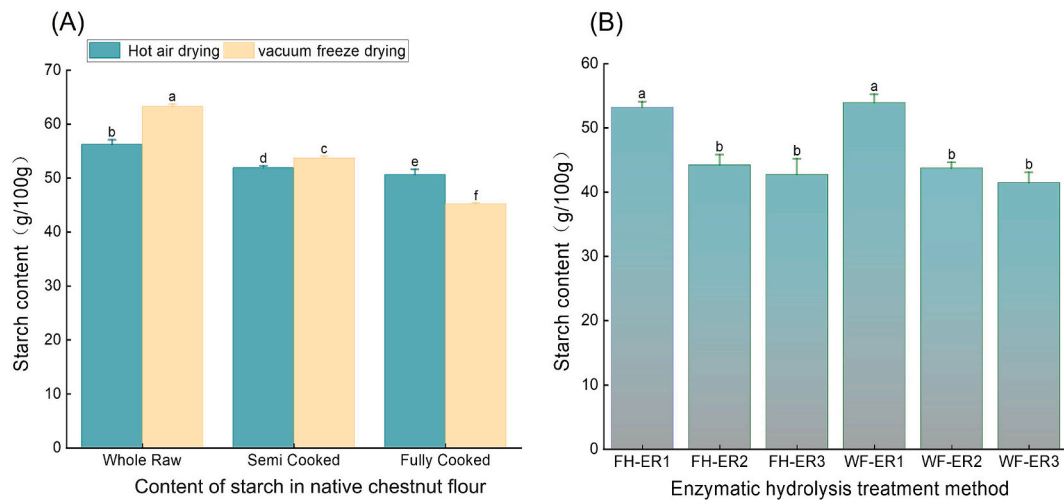 (A)
Hot air drying
vacuum freeze drying
70
60
50
40
30
20
10
0
Starch content（g/100g）
b
a
d
c
e
f
Whole Raw
Semi Cooked
Fully Cooked
Content of starch in native chestnut flour
(B)
60
50
40
30
20
10
0
Starch content（g/100g）
a
b
b
a
b
b
FH-ER1
FH-ER2
FH-ER3
WF-ER1
WF-ER2
WF-ER3
Enzymatic hydrolysis treatment method